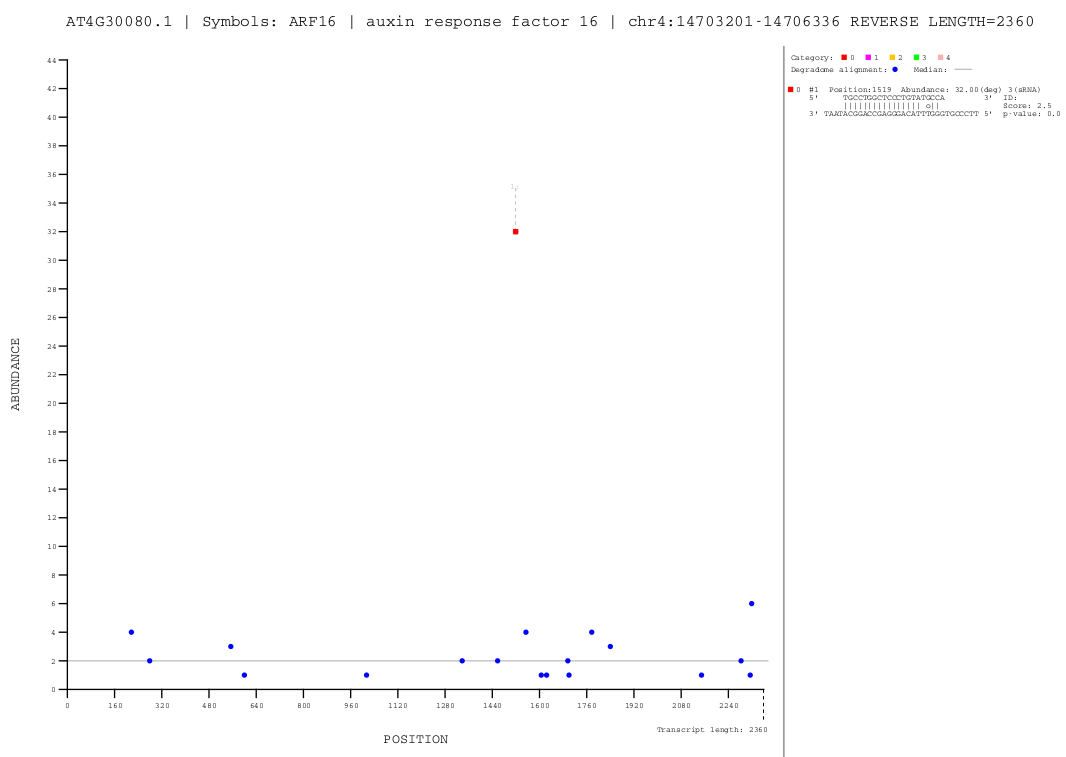 AT4G30080.1 | Symbols: ARF16 | auxin response factor 16 | chr4:14703201-14706336 REVERSE LENGTH=2360
Category: 0 1 2 3 4
Degradome alignment: Median:
0 #1 Position:1519 Abundance: 32.00(deg) 3(sRNA)
5' TGCCTGGCTCCCTGTATGCCA 3' ID:
|||||||||||||||| o|| Score: 2.5
3' TAATACGGACCGAGGGACATTTGGGTGCCCTT 5' p-value: 0.0
44
42
40
38
36
34
32
30
28
26
24
22
20
18
16
14
12
10
8
6
4
2
0
ABUNDANCE
0 160 320 480 640 800 960 1120 1280 1440 1600 1760 1920 2080 2240
Transcript length: 2360
POSITION